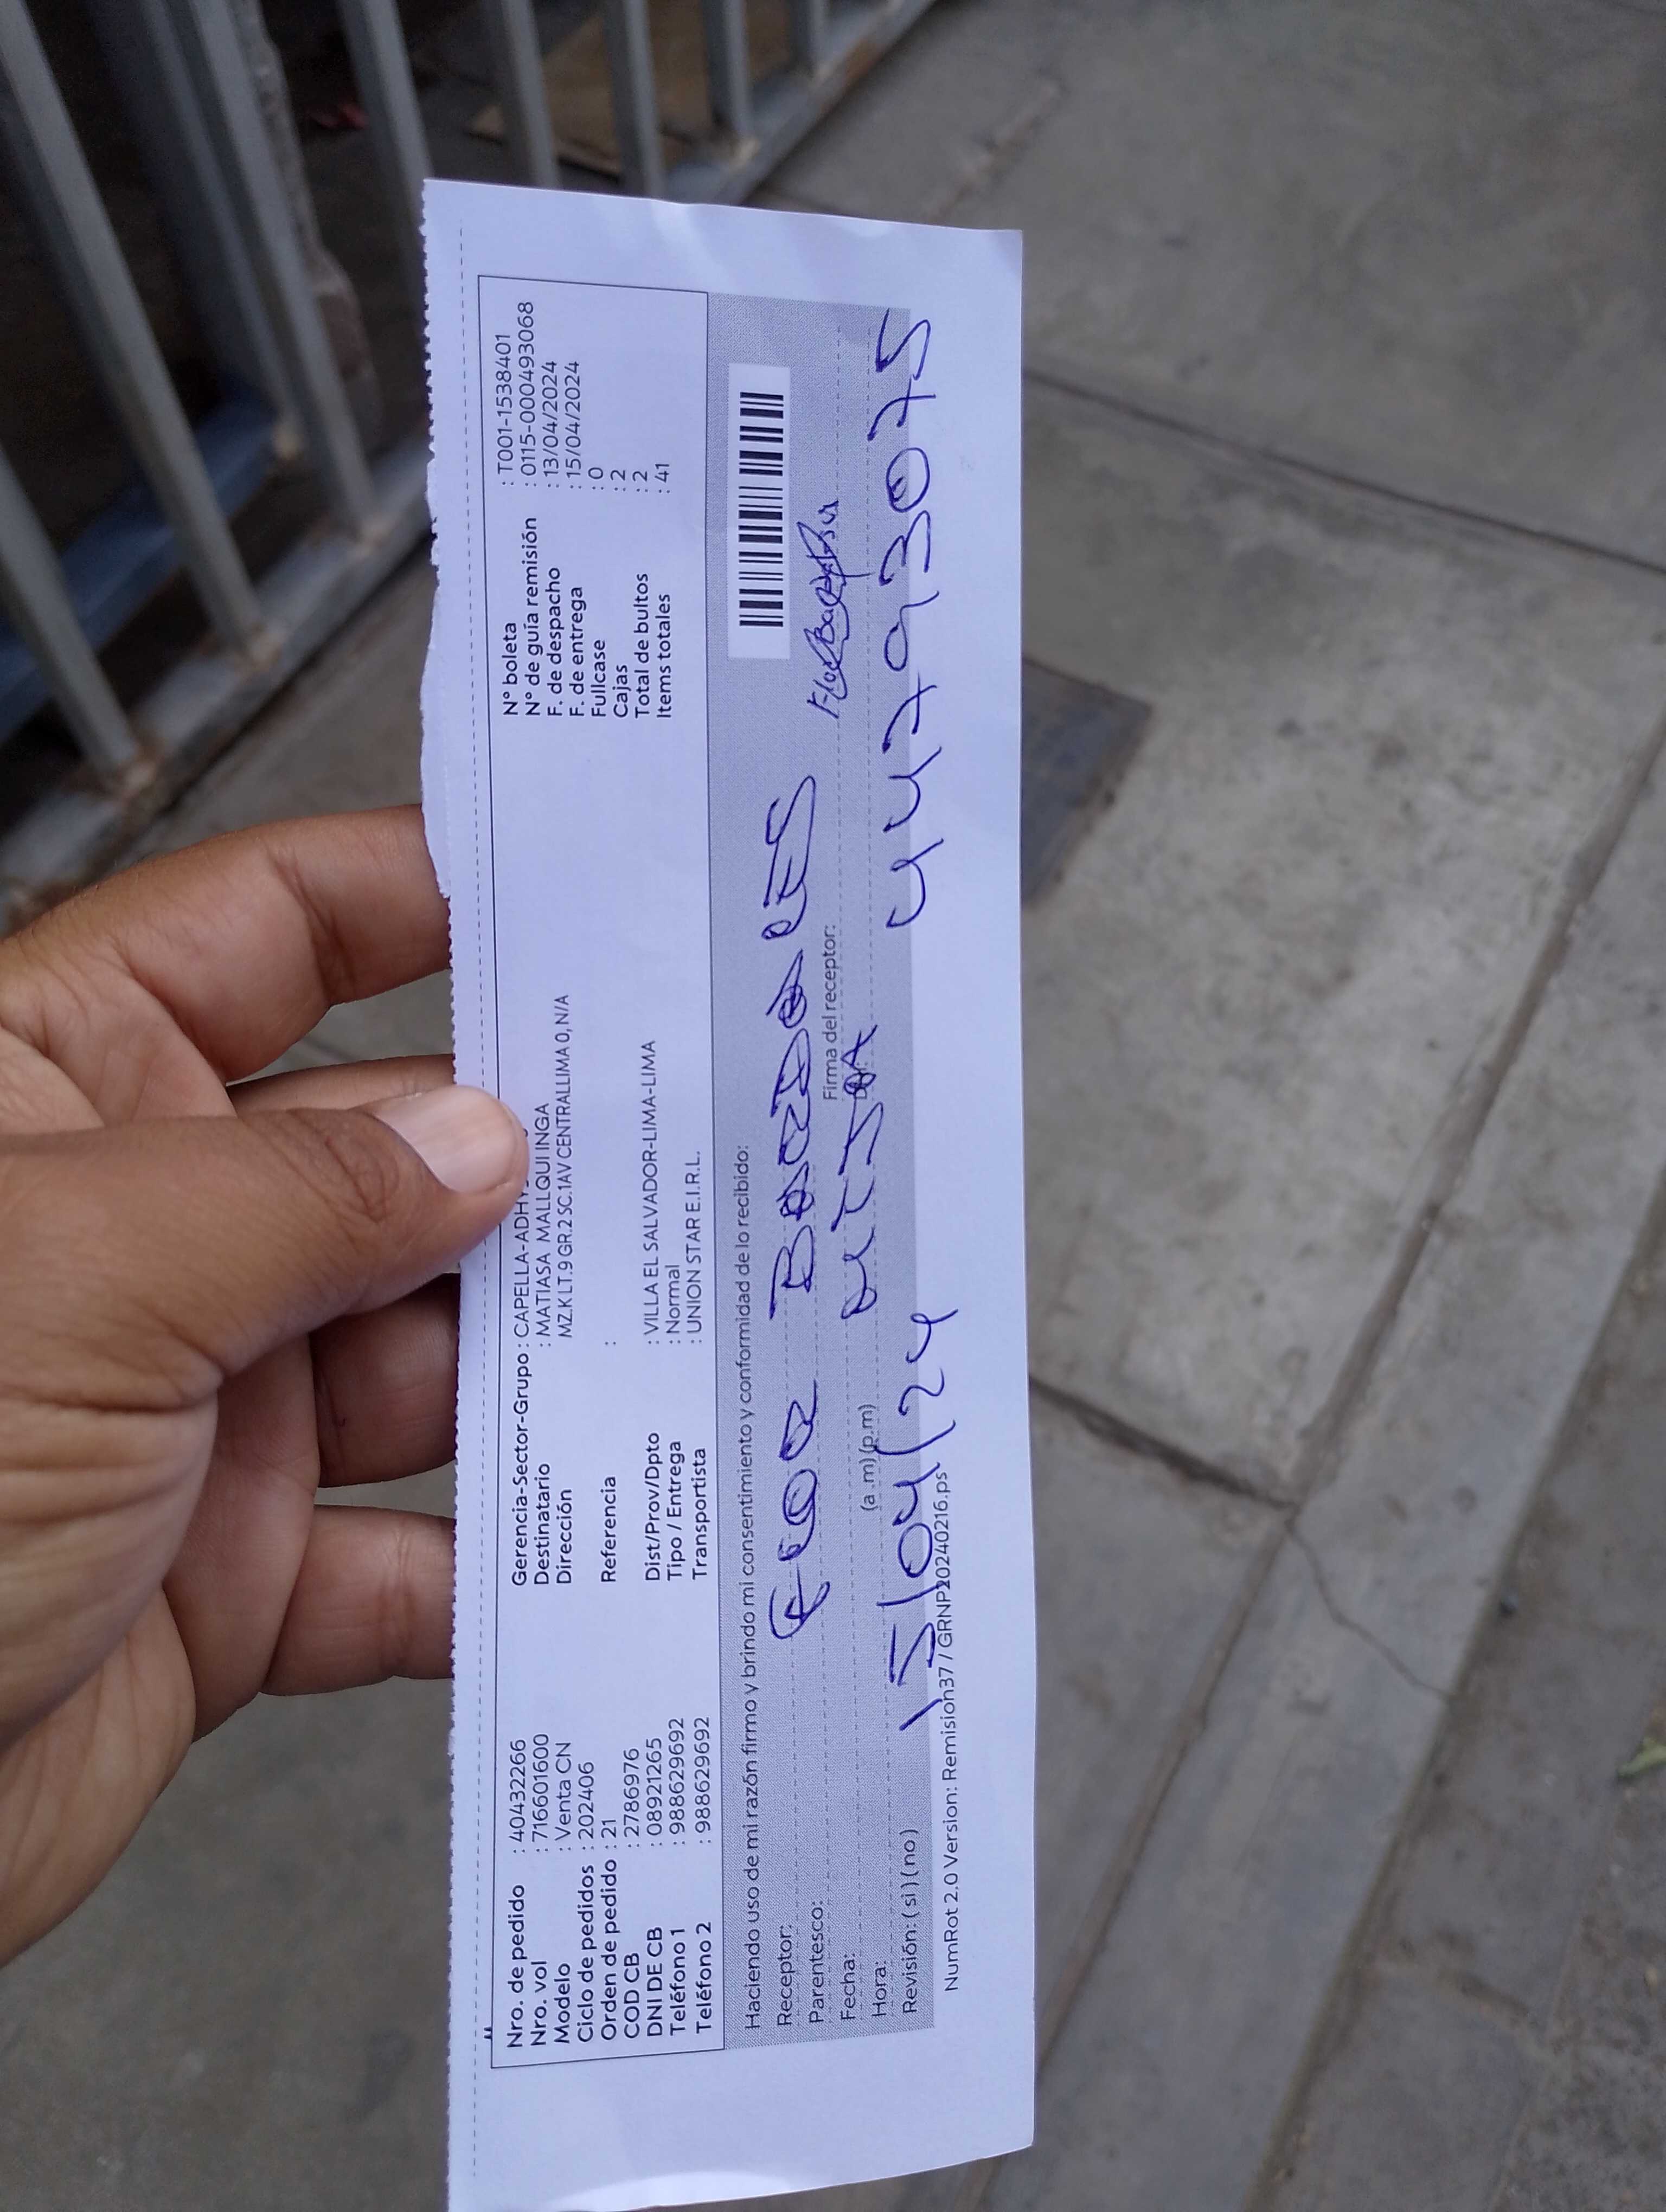 Nro. de pedido : 40432266
Nro. vol : 716601600
Modelo : Venta CN
Ciclo de pedidos : 202406
Orden de pedido : 21
COD CB : 2786976
DNI DE CB : 08921265
Teléfono 1 : 988629692
Teléfono 2 : 988629692
Gerencia-Sector-Grupo : CAPELLA-ADH
Destinatario : MATIASA MALLQUI INGA
Dirección MZ.K LT.9 GR.2 SC.1AV CENTRALLIMA 0, N/A
Referencia :
Dist/Prov/Dpto : VILLA EL SALVADOR-LIMA-LIMA
Tipo / Entrega : Normal
Transportista : UNION STAR E.I.R.L.
N° boleta : T001-1538401
N° de guía remisión : 0115-0004493068
F. de despacho : 13/04/2024
F. de entrega : 15/04/2024
Fullcase : 0
Cajas : 2
Total de bultos : 2
Items totales : 41
Haciendo uso de mi razón firmo y brindo mi consentimiento y conformidad de lo recibido:
Receptor:
Parentesco: Firma del receptor:
Fecha: 15/04/24 44793075
Hora: (a.m) (p.m)
Revisión: ( si ) ( no )
NumRot 2.0 Version: Remision37 / GRNP20240216.ps